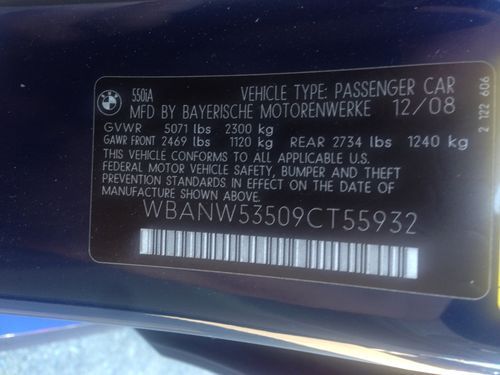 BMW
550iA
VEHICLE TYPE: PASSENGER CAR
MFD BY BAYERISCHE MOTORENWERKE 12/08
GVWR 5071 lbs 2300 kg
GAWR FRONT 2469 lbs 1120 kg REAR 2734 lbs 1240 kg
THIS VEHICLE CONFORMS TO ALL APPLICABLE U.S.
FEDERAL MOTOR VEHICLE SAFETY, BUMPER AND THEFT
PREVENTION STANDARDS IN EFFECT ON THE DATE OF
MANUFACTURE SHOWN ABOVE.
WBANW53509CT55932
2 122 606